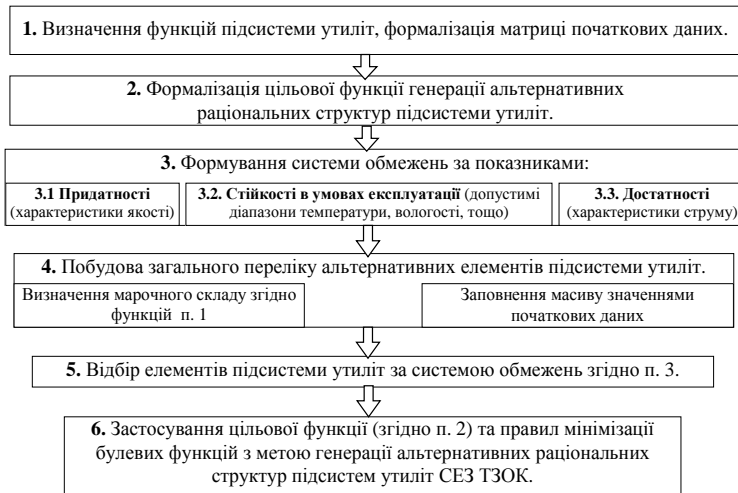 1. Визначення функцій підсистеми утиліт, формалізація матриці початкових даних.
2. Формалізація цільової функції генерації альтернативних
раціональних структур підсистеми утиліт.
3. Формування системи обмежень за показниками:
3.1 Придатності
(характеристики якості)
3.2. Стійкості в умовах експлуатації (допустимі
діапазони температури, вологості, тощо)
3.3. Достатності
(характеристики струму)
4. Побудова загального переліку альтернативних елементів підсистеми утиліт.
Визначення марочного складу згідно
функцій п. 1
Заповнення масиву значеннями
початкових даних
5. Відбір елементів підсистеми утиліт за системою обмежень згідно п. 3.
6. Застосування цільової функції (згідно п. 2) та правил мінімізації
булевих функцій з метою генерації альтернативних раціональних
структур підсистем утиліт СЕЗ ТЗОК.